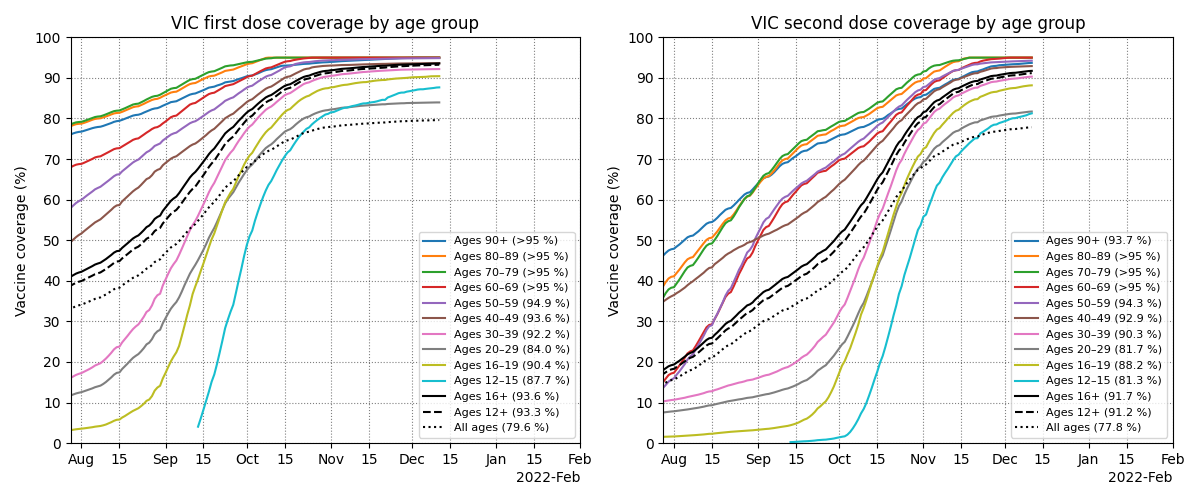 VIC first dose coverage by age group
Vaccine coverage (%)
100
90
80
70
60
50
40
30
20
10
0
Aug 15 Sep 15 Oct 15 Nov 15 Dec 15 Jan 15 Feb
2022-Feb
Ages 90+ (>95 %)
Ages 80–89 (>95 %)
Ages 70–79 (>95 %)
Ages 60–69 (>95 %)
Ages 50–59 (94.9 %)
Ages 40–49 (93.6 %)
Ages 30–39 (92.2 %)
Ages 20–29 (84.0 %)
Ages 16–19 (90.4 %)
Ages 12–15 (87.7 %)
Ages 16+ (93.6 %)
Ages 12+ (93.3 %)
All ages (79.6 %)
VIC second dose coverage by age group
Vaccine coverage (%)
100
90
80
70
60
50
40
30
20
10
0
Aug 15 Sep 15 Oct 15 Nov 15 Dec 15 Jan 15 Feb
2022-Feb
Ages 90+ (93.7 %)
Ages 80–89 (>95 %)
Ages 70–79 (>95 %)
Ages 60–69 (>95 %)
Ages 50–59 (94.3 %)
Ages 40–49 (92.9 %)
Ages 30–39 (90.3 %)
Ages 20–29 (81.7 %)
Ages 16–19 (88.2 %)
Ages 12–15 (81.3 %)
Ages 16+ (91.7 %)
Ages 12+ (91.2 %)
All ages (77.8 %)